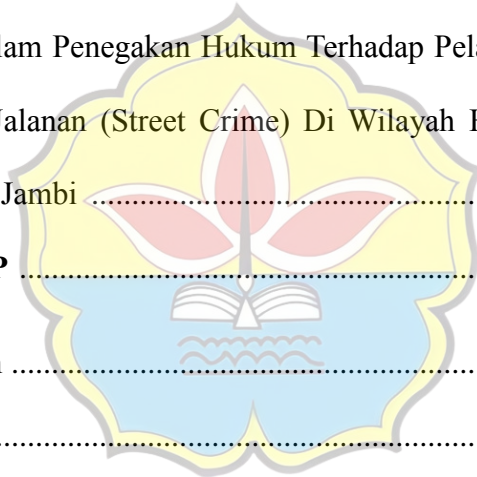 lam Penegakan Hukum Terhadap Pela
Jalanan (Street Crime) Di Wilayah H
Jambi ................................................
P ................................................................
n ................................................................
................................................................